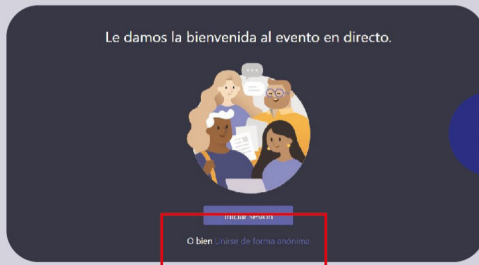 Le damos la bienvenida al evento en directo.
Iniciar sesión
O bien Unirse de forma anónima